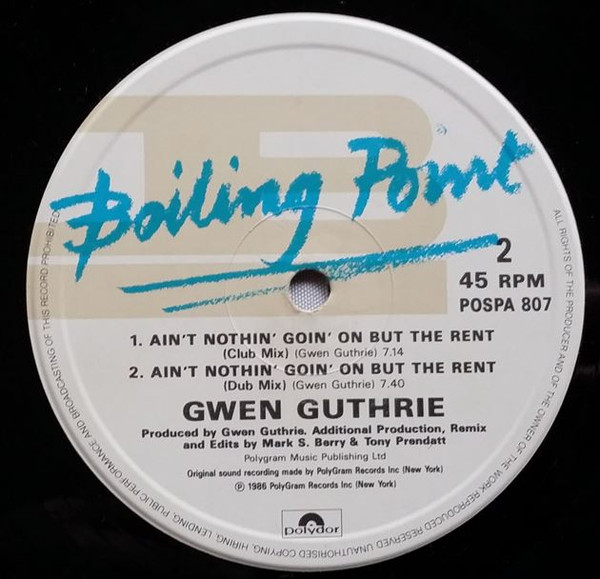 Boiling Point
®
2
45 RPM
POSPA 807
1. AIN'T NOTHIN' GOIN' ON BUT THE RENT
(Club Mix) (Gwen Guthrie) 7.14
2. AIN'T NOTHIN' GOIN' ON BUT THE RENT
(Dub Mix) (Gwen Guthrie) 7.40
GWEN GUTHRIE
Produced by Gwen Guthrie. Additional Production, Remix
and Edits by Mark S. Berry & Tony Prendatt
Polygram Music Publishing Ltd
Original sound recording made by PolyGram Records Inc (New York)
℗ 1986 PolyGram Records Inc (New York)
Polydor
ALL RIGHTS OF THE PRODUCER AND OF THE OWNER OF THE WORK REPRODUCED RESERVED. UNAUTHORISED COPYING, HIRING, LENDING, PUBLIC PERFORMANCE AND BROADCASTING OF THIS RECORD PROHIBITED